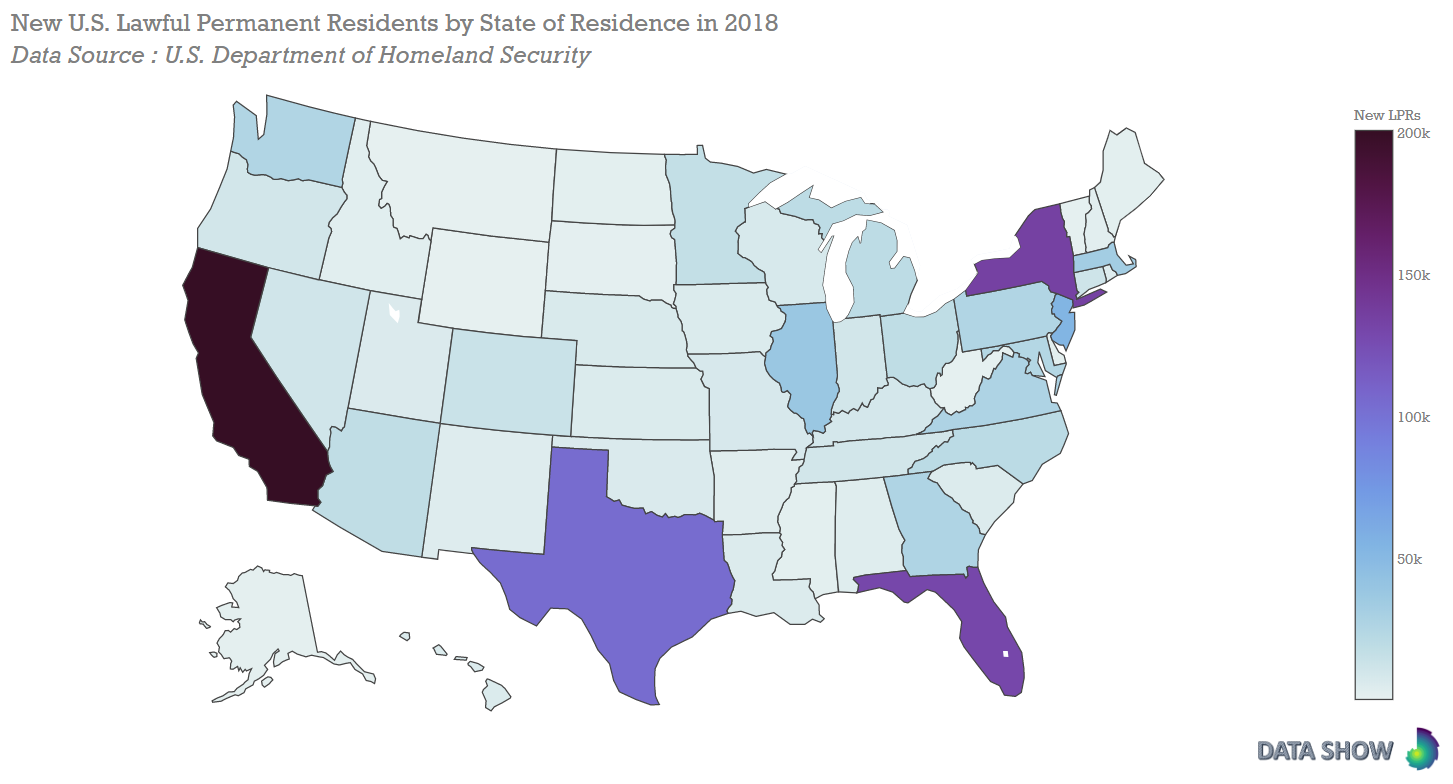 New U.S. Lawful Permanent Residents by State of Residence in 2018
Data Source : U.S. Department of Homeland Security
New LPRs
200k
150k
100k
50k
DATA SHOW